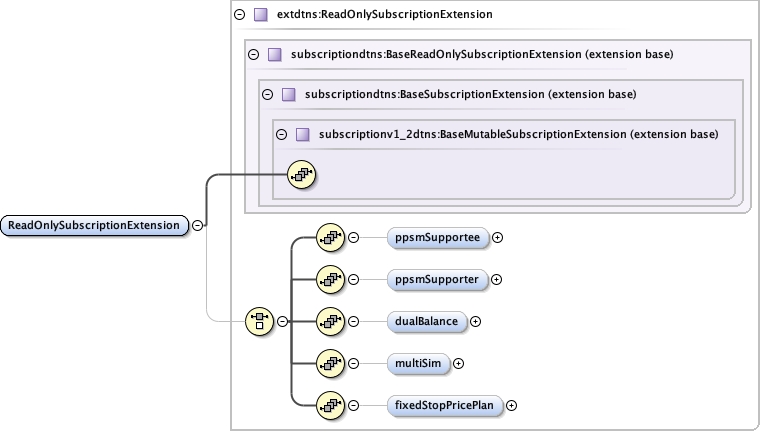 extdtns:ReadOnlySubscriptionExtension
subscriptiondtns:BaseReadOnlySubscriptionExtension (extension base)
subscriptiondtns:BaseSubscriptionExtension (extension base)
subscriptionv1_2dtns:BaseMutableSubscriptionExtension (extension base)
ReadOnlySubscriptionExtension
ppsmSupportee
ppsmSupporter
dualBalance
multiSim
fixedStopPricePlan